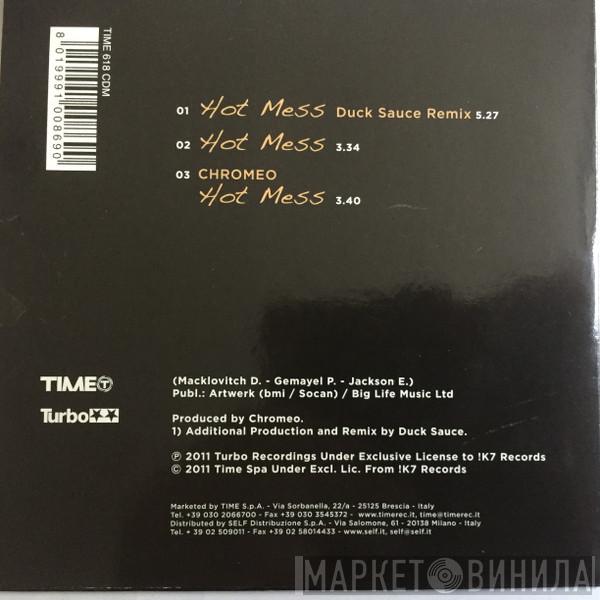 TIME 618 CDM
8 019991 008690
01 Hot Mess Duck Sauce Remix 5.27
02 Hot Mess 3.34
03 CHROMEO
Hot Mess 3.40
TIME T
Turbo
(Macklovitch D. - Gemayel P. - Jackson E.)
Publ.: Artwerk (bmi / Socan) / Big Life Music Ltd
Produced by Chromeo.
1) Additional Production and Remix by Duck Sauce.
℗ 2011 Turbo Recordings Under Exclusive License to !K7 Records
© 2011 Time Spa Under Excl. Lic. From !K7 Records
Marketed by TIME S.p.A. - Via Sorbanella, 22/a - 25125 Brescia - Italy
Tel. + 39 030 2066700 - Fax +39 030 3545372 - www.timerec.it, time@timerec.it
Distributed by SELF Distribuzione S.p.A. - Via Salomone, 61 - 20138 Milano - Italy
Tel. + 39 02 509011 - Fax + 39 02 58014433 - www.self.it, self@self.it
МАРКЕТ ВИНИЛА